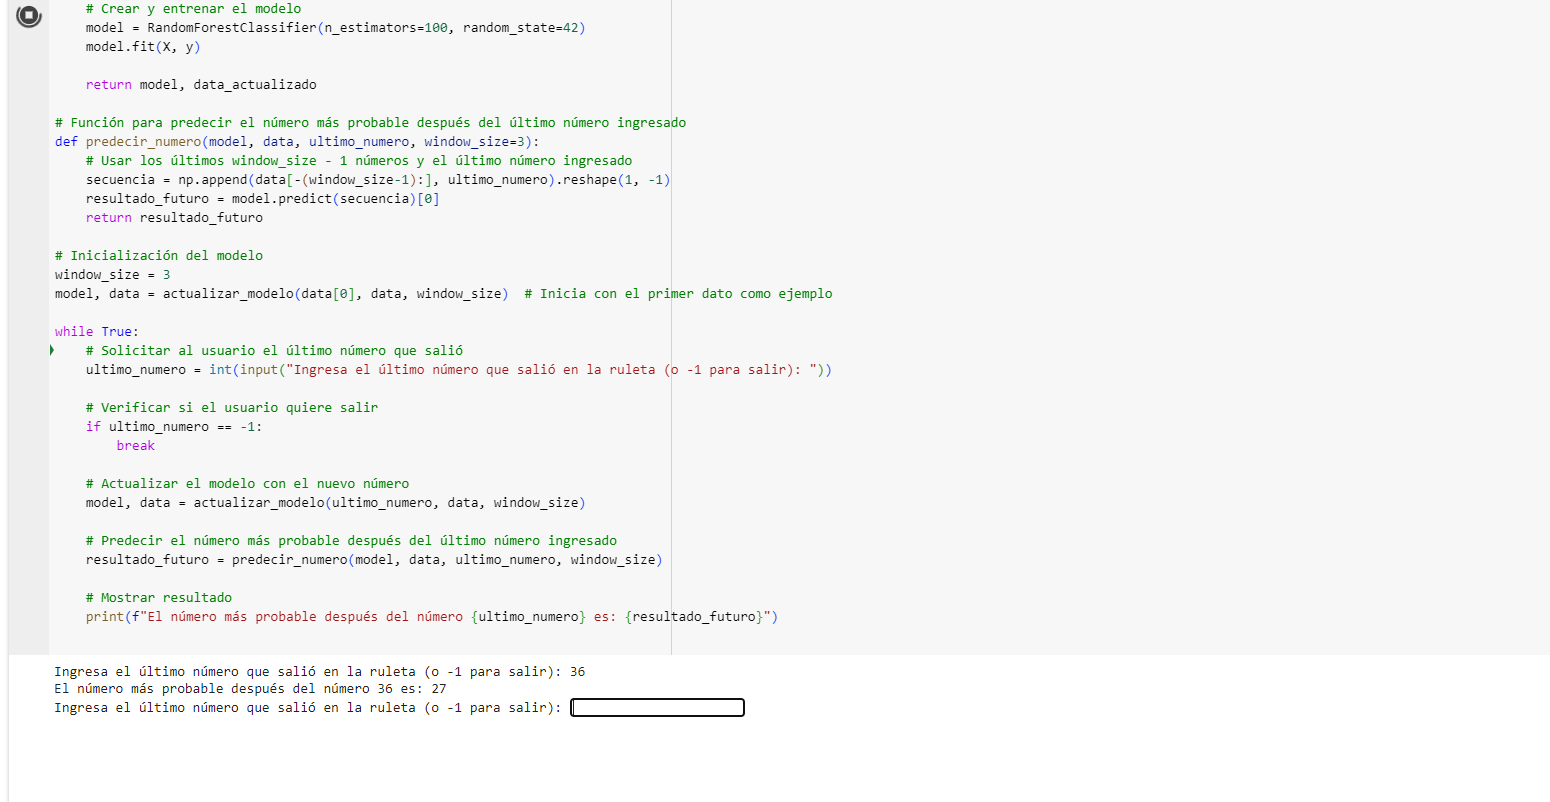 # Crear y entrenar el modelo
model = RandomForestClassifier(n_estimators=100, random_state=42)
model.fit(X, y)
return model, data_actualizado
# Función para predecir el número más probable después del último número ingresado
def predecir_numero(model, data, ultimo_numero, window_size=3):
# Usar los últimos window_size - 1 números y el último número ingresado
secuencia = np.append(data[-(window_size-1):], ultimo_numero).reshape(1, -1)
resultado_futuro = model.predict(secuencia)[0]
return resultado_futuro
# Inicialización del modelo
window_size = 3
model, data = actualizar_modelo(data[0], data, window_size)  # Inicia con el primer dato como ejemplo
while True:
# Solicitar al usuario el último número que salió
ultimo_numero = int(input("Ingresa el último número que salió en la ruleta (o -1 para salir): "))
# Verificar si el usuario quiere salir
if ultimo_numero == -1:
break
# Actualizar el modelo con el nuevo número
model, data = actualizar_modelo(ultimo_numero, data, window_size)
# Predecir el número más probable después del último número ingresado
resultado_futuro = predecir_numero(model, data, ultimo_numero, window_size)
# Mostrar resultado
print(f"El número más probable después del número {ultimo_numero} es: {resultado_futuro}")
Ingresa el último número que salió en la ruleta (o -1 para salir): 36
El número más probable después del número 36 es: 27
Ingresa el último número que salió en la ruleta (o -1 para salir):